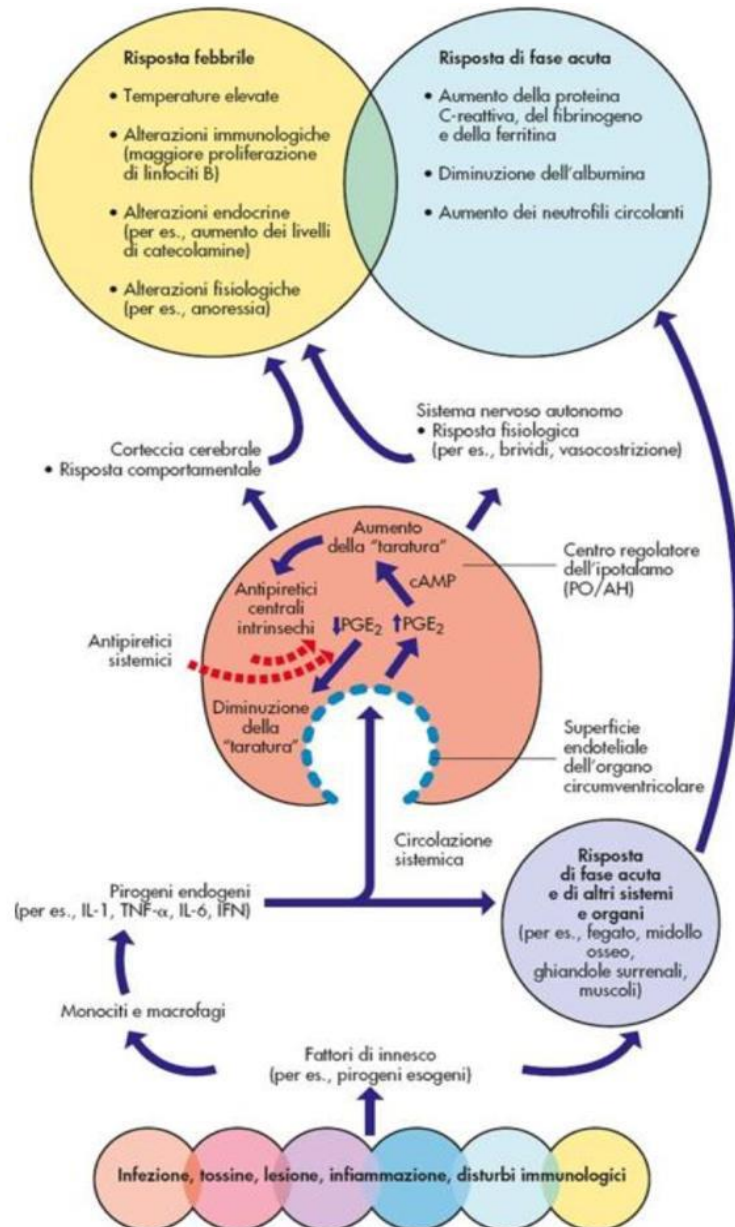 Risposta febbrile
• Temperature elevate
• Alterazioni immunologiche
(maggiore proliferazione
di linfociti B)
• Alterazioni endocrine
(per es., aumento dei livelli
di catecolamine)
• Alterazioni fisiologiche
(per es., anoressia)
Risposta di fase acuta
• Aumento della proteina
C-reattiva, del fibrinogeno
e della ferritina
• Diminuzione dell'albumina
• Aumento dei neutrofili circolanti
Corteccia cerebrale
• Risposta comportamentale
Sistema nervoso autonomo
• Risposta fisiologica
(per es., brividi, vasocostrizione)
Aumento
della "taratura"
cAMP
Antipiretici
centrali
intrinsechi
↓PGE₂ ↑PGE₂
Centro regolatore
dell'ipotalamo
(PO/AH)
Antipiretici
sistemici
Diminuzione
della
"taratura"
Superficie
endoteliale
dell'organo
circumventricolare
Circolazione
sistemica
Pirogeni endogeni
(per es., IL-1, TNF-α, IL-6, IFN)
Risposta
di fase acuta
e di altri sistemi
e organi
(per es., fegato, midollo
osseo,
ghiandole surrenali,
muscoli)
Monociti e macrofagi
Fattori di innesco
(per es., pirogeni esogeni)
Infezione, tossine, lesione, infiammazione, disturbi immunologici